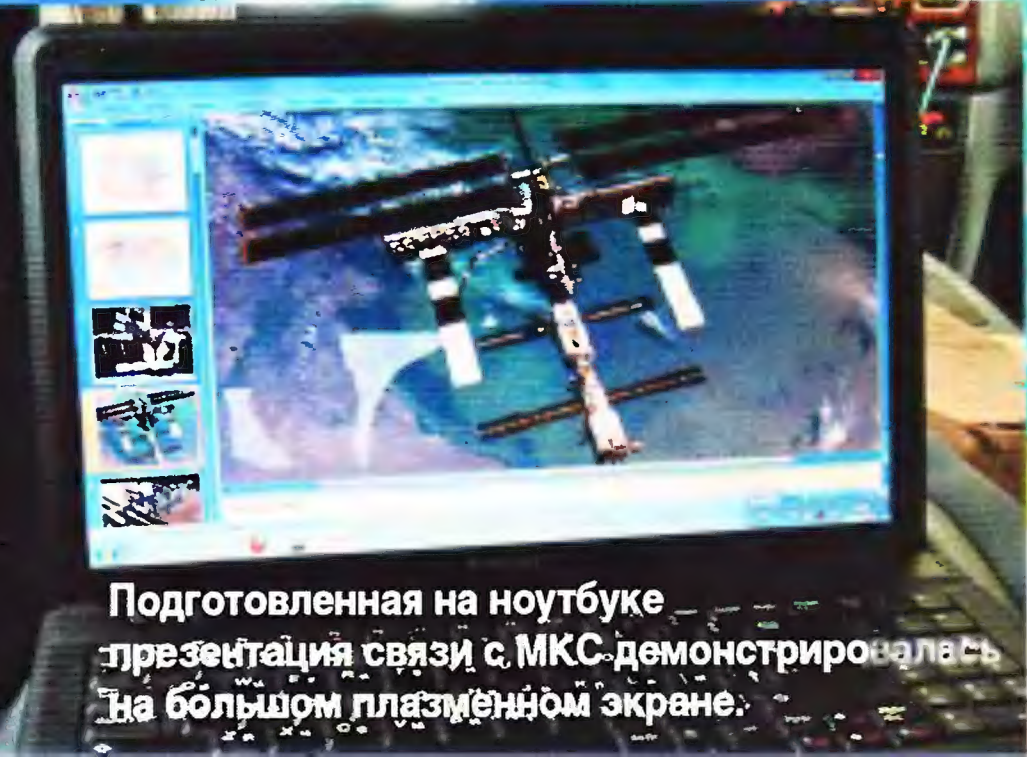 Подготовленная на ноутбуке
презентация связи с МКС демонстрировалась
на большом плазменном экране.